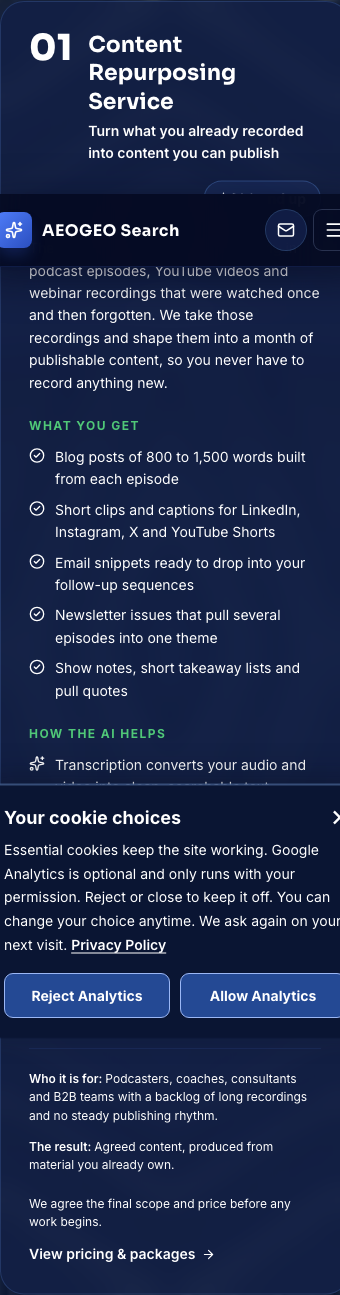 01 Content
Repurposing
Service
Turn what you already recorded
into content you can publish
AEOGEO Search
podcast episodes, YouTube videos and
webinar recordings that were watched once
and then forgotten. We take those
recordings and shape them into a month of
publishable content, so you never have to
record anything new.
WHAT YOU GET
Blog posts of 800 to 1,500 words built
from each episode
Short clips and captions for LinkedIn,
Instagram, X and YouTube Shorts
Email snippets ready to drop into your
follow-up sequences
Newsletter issues that pull several
episodes into one theme
Show notes, short takeaway lists and
pull quotes
HOW THE AI HELPS
Transcription converts your audio and
Your cookie choices
Essential cookies keep the site working. Google
Analytics is optional and only runs with your
permission. Reject or close to keep it off. You can
change your choice anytime. We ask again on your
next visit. Privacy Policy
Reject Analytics
Allow Analytics
Who it is for: Podcasters, coaches, consultants
and B2B teams with a backlog of long recordings
and no steady publishing rhythm.
The result: Agreed content, produced from
material you already own.
We agree the final scope and price before any
work begins.
View pricing & packages →